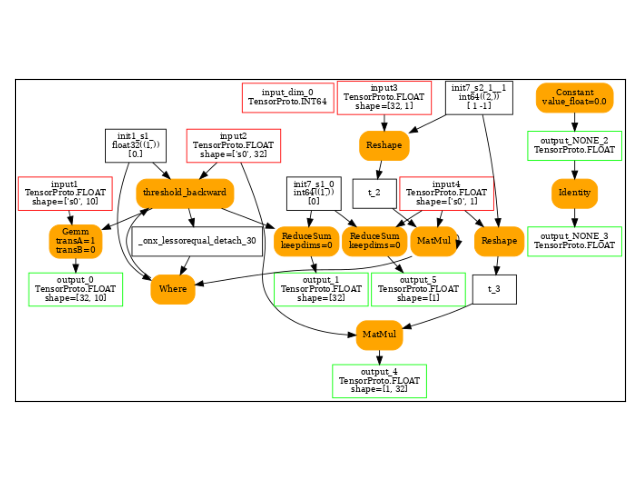 input_dim_0
TensorProto.INT64
input3
TensorProto.FLOAT
shape=[32, 1]
init7_s2_1__1
int64((2,))
[ 1 -1]
Constant
value_float=0.0
init1_s1_
float32((1,))
[0.]
input2
TensorProto.FLOAT
shape=['s0', 32]
Reshape
output_NONE_2
TensorProto.FLOAT
input1
TensorProto.FLOAT
shape=['s0', 10]
threshold_backward
init7_s1_0
int64((1,))
[0]
t_2
input4
TensorProto.FLOAT
shape=['s0', 1]
Identity
Gemm
transA=1
transB=0
_onx_lessorequal_detach_30
ReduceSum
keepdims=0
ReduceSum
keepdims=0
MatMul
Reshape
output_NONE_3
TensorProto.FLOAT
output_0
TensorProto.FLOAT
shape=[32, 10]
Where
output_1
TensorProto.FLOAT
shape=[32]
output_5
TensorProto.FLOAT
shape=[1]
t_3
MatMul
output_4
TensorProto.FLOAT
shape=[1, 32]